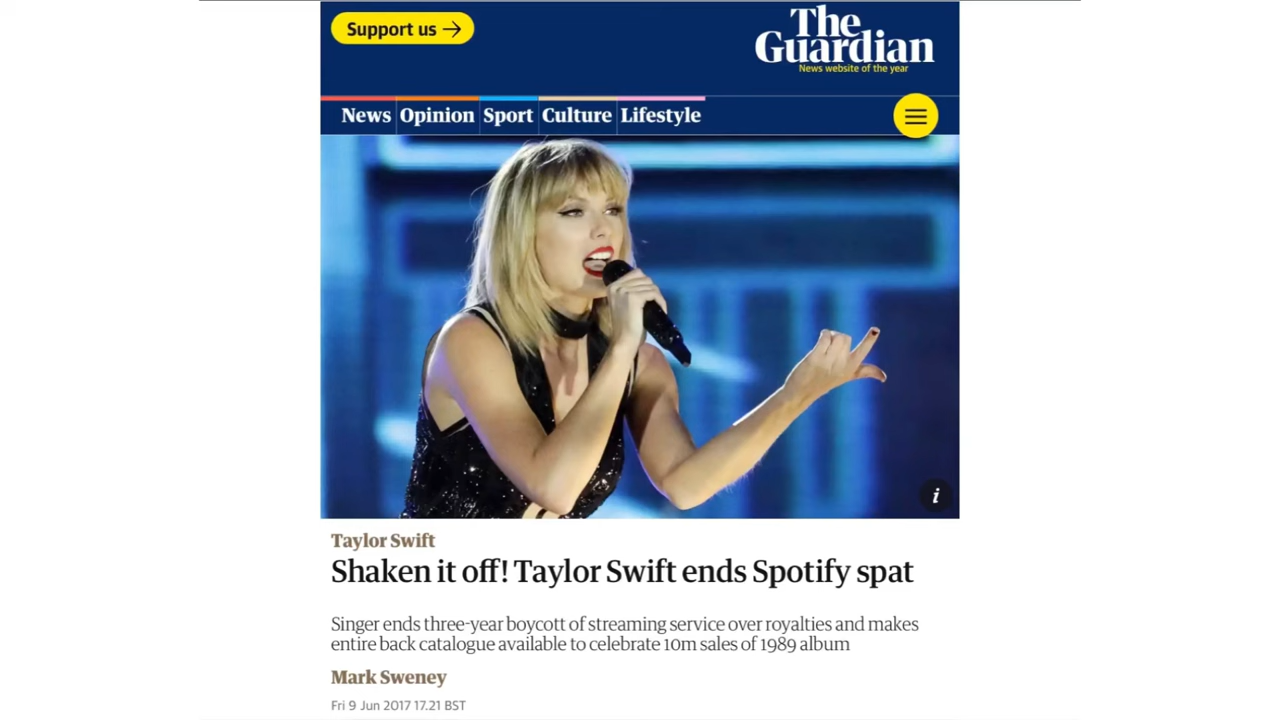 Support us →
The
Guardian
News website of the year
News Opinion Sport Culture Lifestyle
i
Taylor Swift
Shaken it off! Taylor Swift ends Spotify spat
Singer ends three-year boycott of streaming service over royalties and makes
entire back catalogue available to celebrate 10m sales of 1989 album
Mark Sweney
Fri 9 Jun 2017 17.21 BST